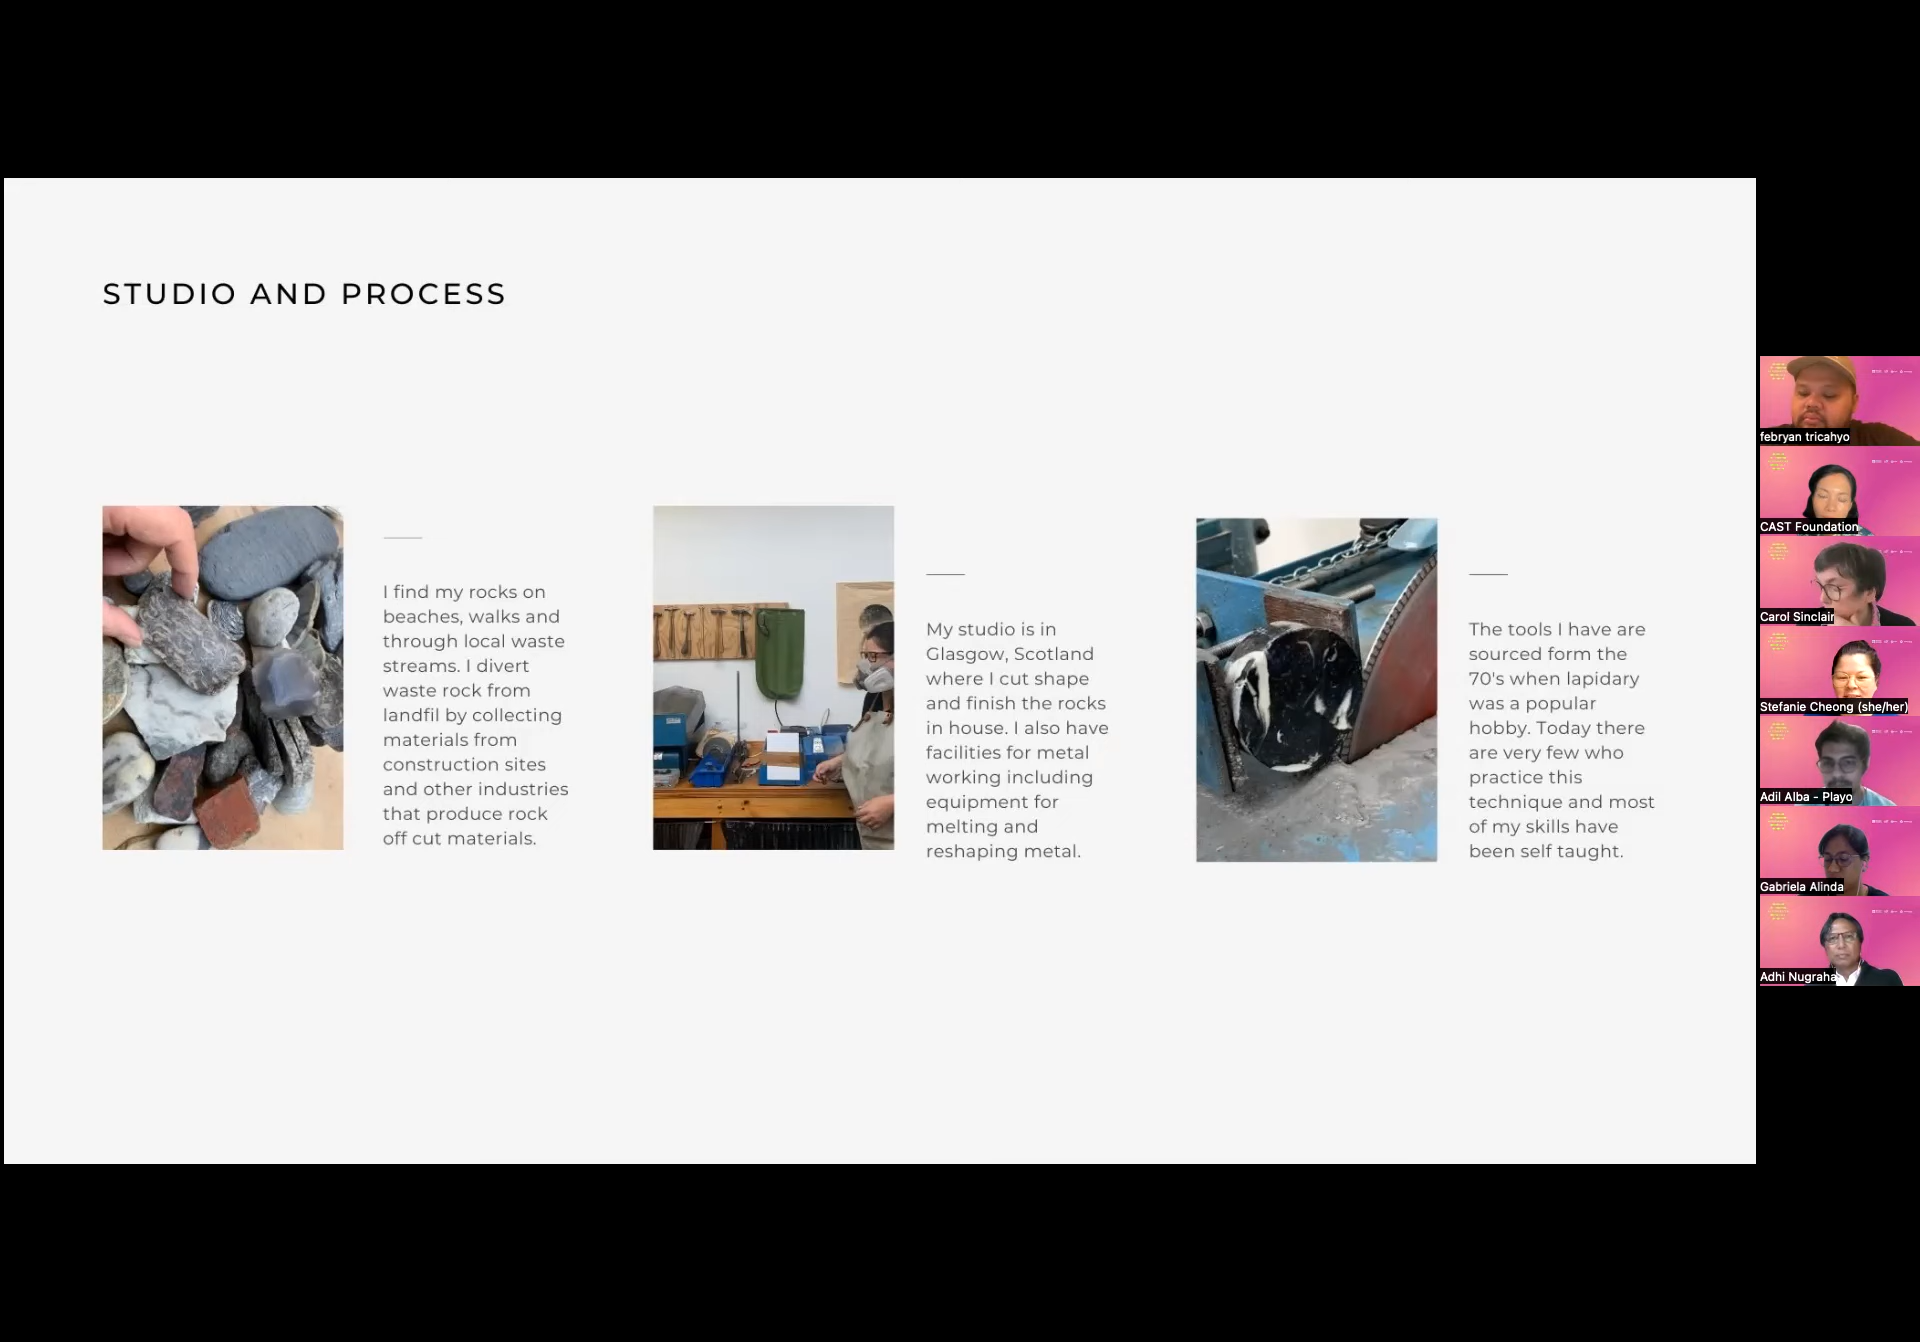 STUDIO AND PROCESS
I find my rocks on
beaches, walks and
through local waste
streams. I divert
waste rock from
landfil by collecting
materials from
construction sites
and other industries
that produce rock
off cut materials.
My studio is in
Glasgow, Scotland
where I cut shape
and finish the rocks
in house. I also have
facilities for metal
working including
equipment for
melting and
reshaping metal.
The tools I have are
sourced form the
70's when lapidary
was a popular
hobby. Today there
are very few who
practice this
technique and most
of my skills have
been self taught.
febryan tricahyo
CAST Foundation
Carol Sinclair
Stefanie Cheong (she/her)
Adil Alba - Playo
Gabriela Alinda
Adhi Nugraha